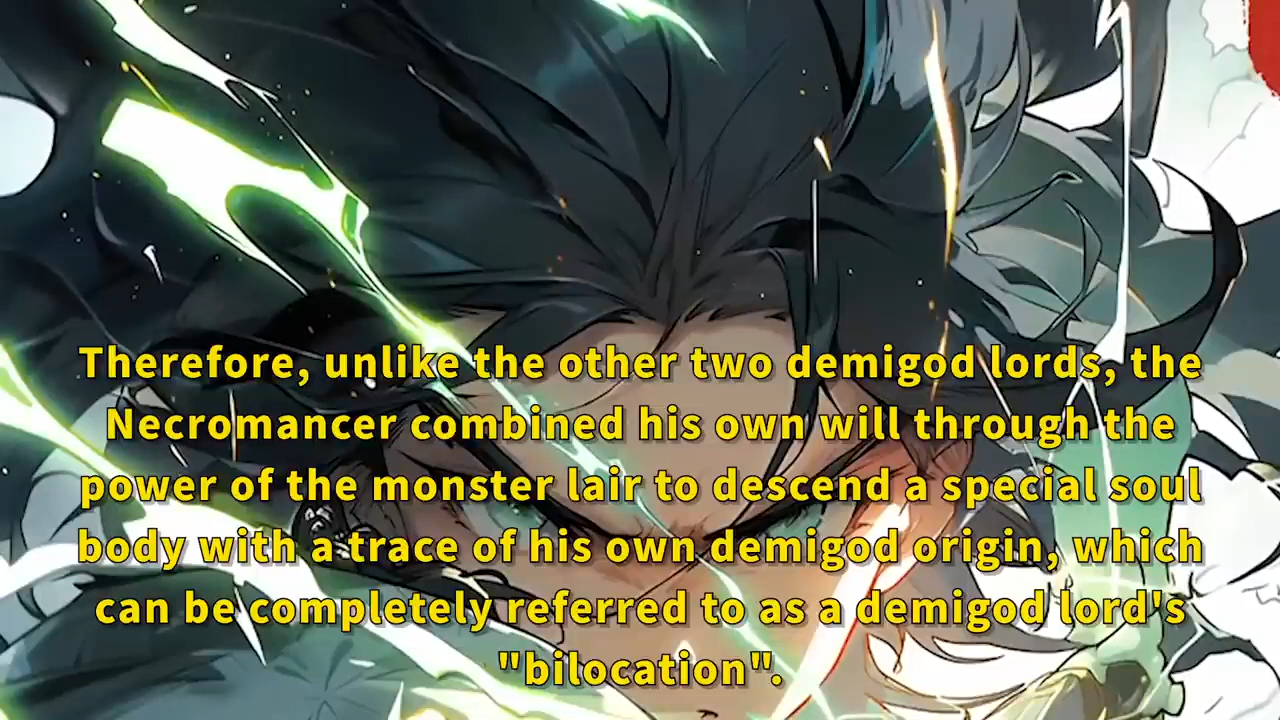 Therefore, unlike the other two demigod lords, the
Necromancer combined his own will through the
power of the monster lair to descend a special soul
body with a trace of his own demigod origin, which
can be completely referred to as a demigod lord's
"bilocation".